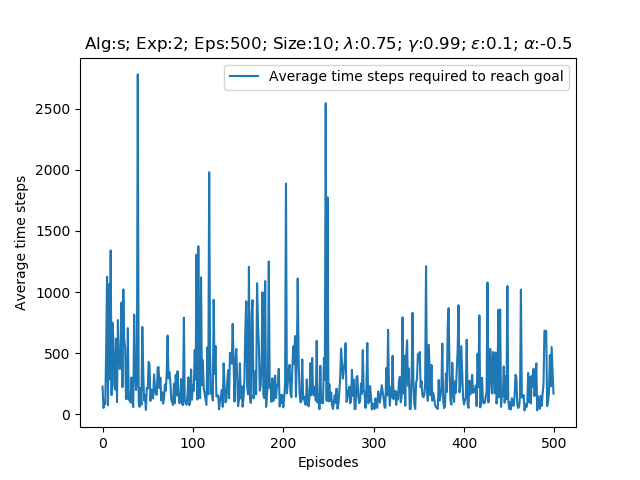 Alg:s; Exp:2; Eps:500; Size:10; λ:0.75; γ:0.99; ε:0.1; α:-0.5
Average time steps required to reach goal
2500
2000
1500
1000
500
0
Average time steps
0 100 200 300 400 500
Episodes